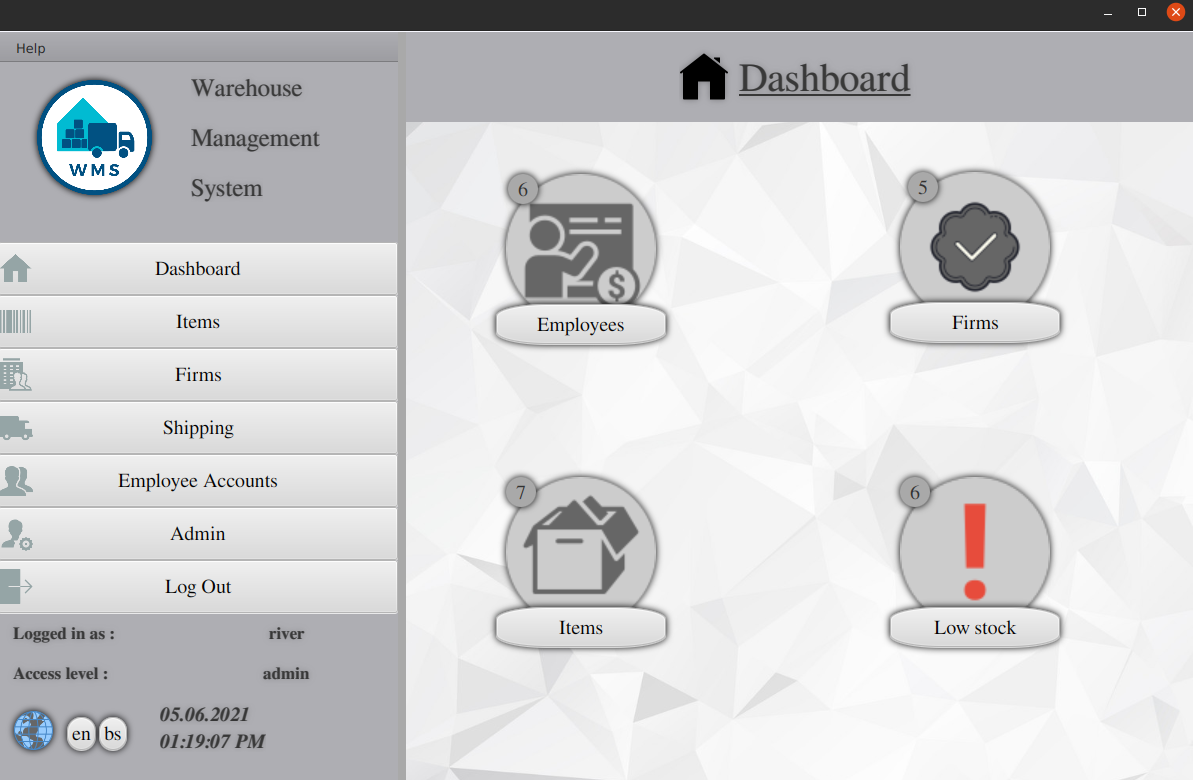 Help
Warehouse
Management
System
WMS
Dashboard
Items
Firms
Shipping
Employee Accounts
Admin
Log Out
Logged in as : river
Access level : admin
en bs
05.06.2021
01:19:07 PM
Dashboard
6
Employees
5
Firms
7
Items
6
Low stock